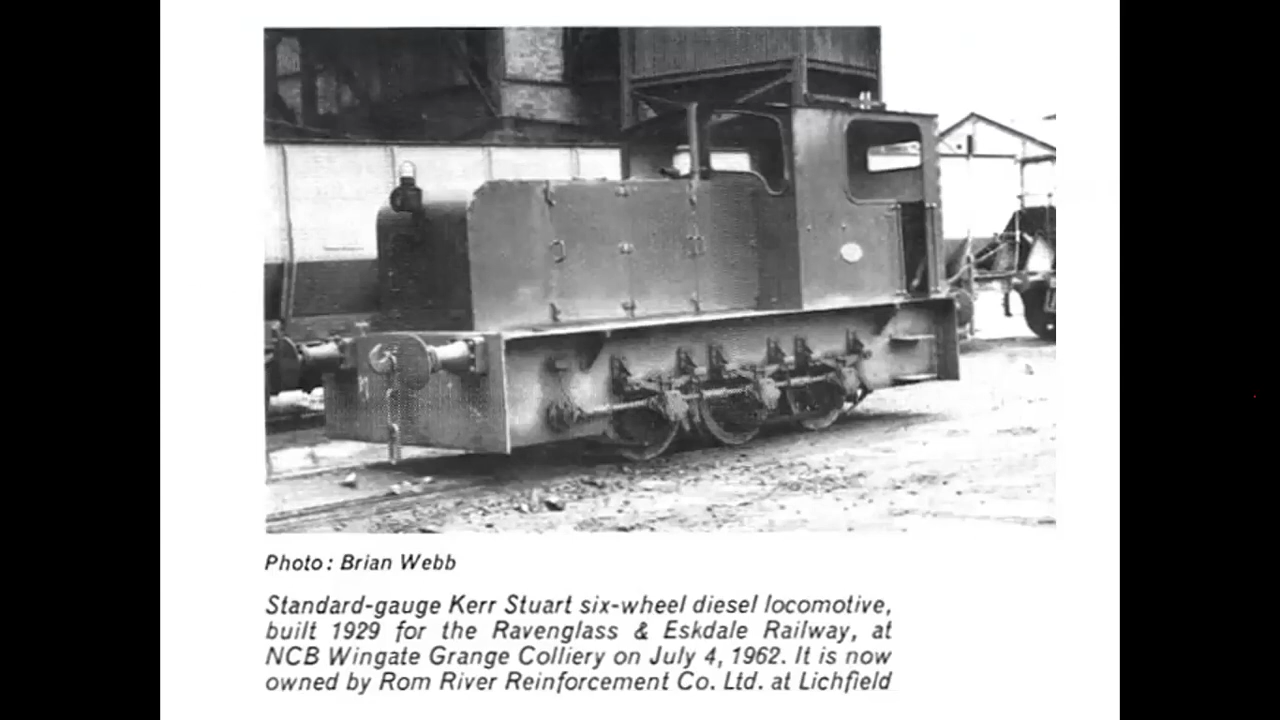 Photo: Brian Webb
Standard-gauge Kerr Stuart six-wheel diesel locomotive,
built 1929 for the Ravenglass & Eskdale Railway, at
NCB Wingate Grange Colliery on July 4, 1962. It is now
owned by Rom River Reinforcement Co. Ltd. at Lichfield